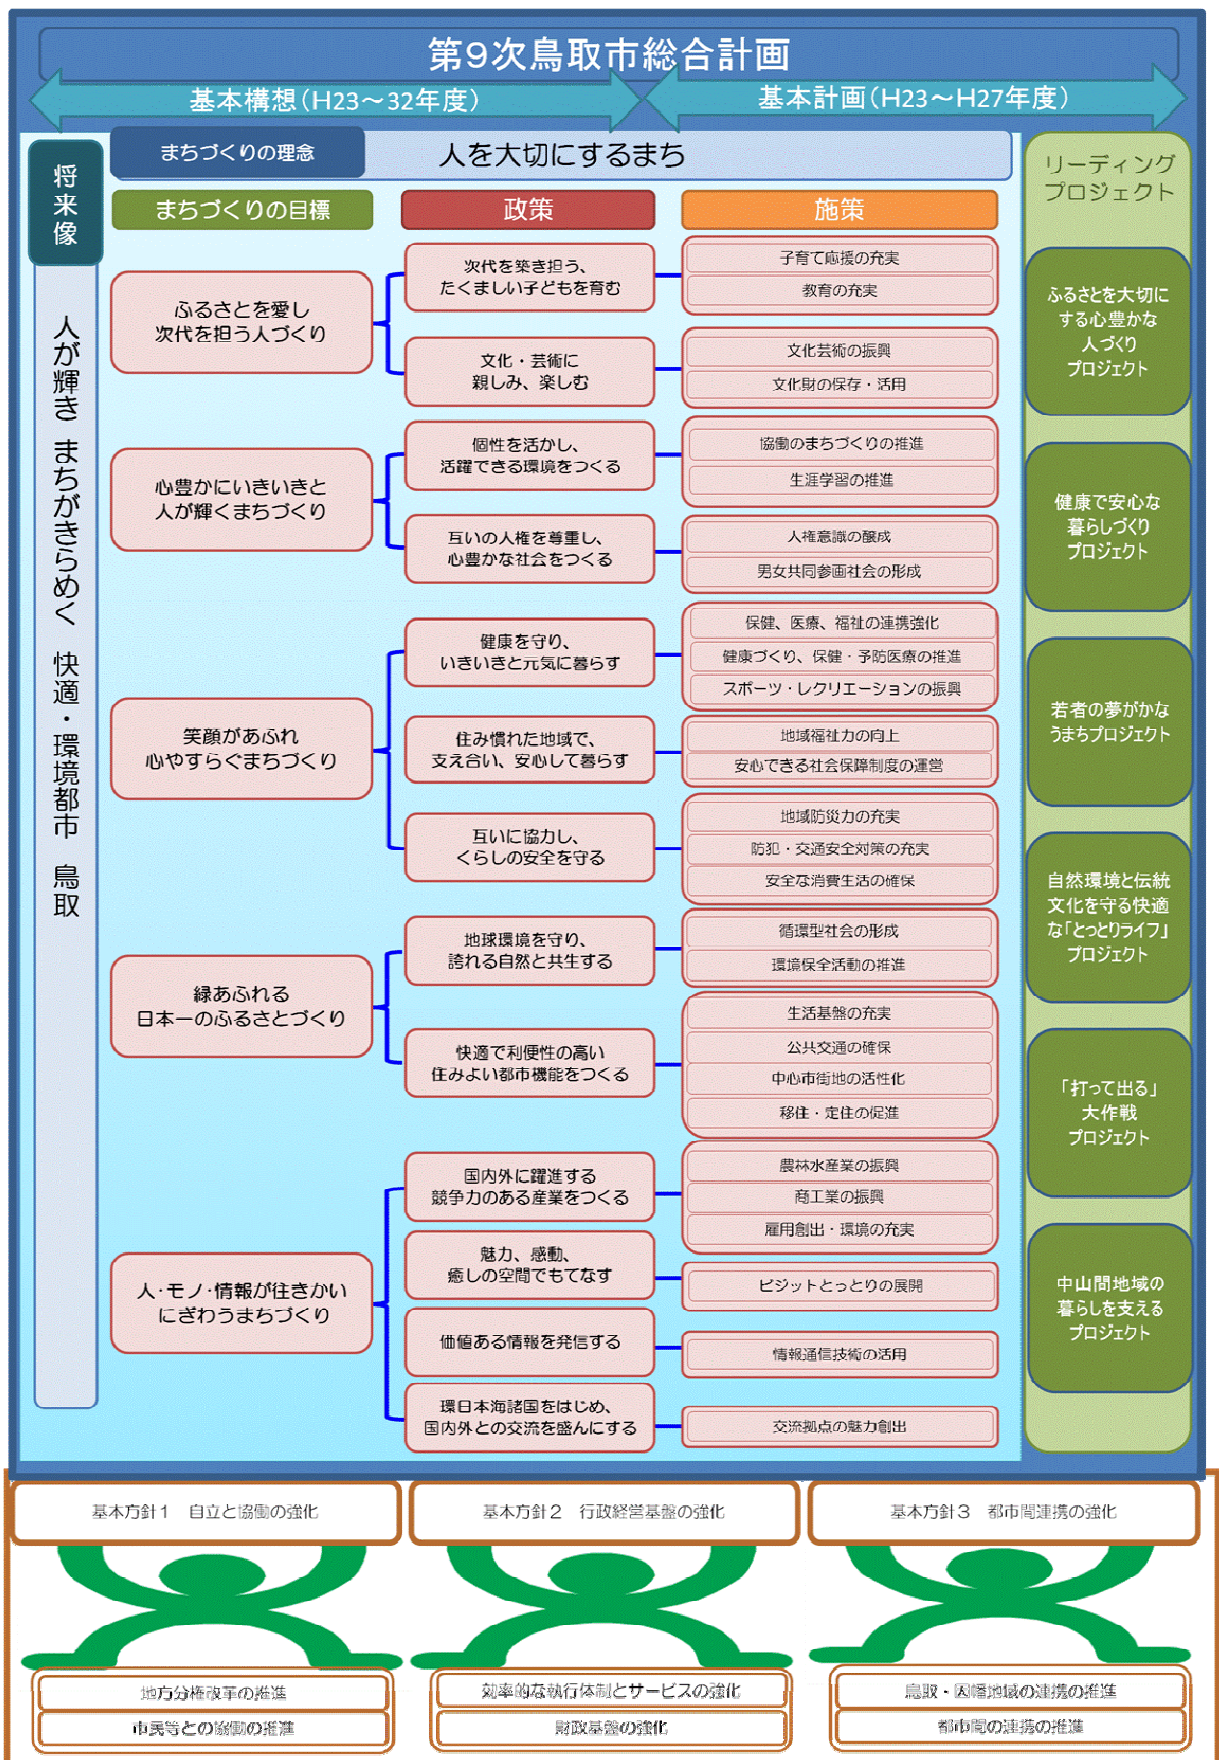 第9次鳥取市総合計画
基本構想（H23～32年度）
基本計画（H23～H27年度）
将来像
人が輝き まちがきらめく 快適・環境都市 鳥取
まちづくりの理念
人を大切にするまち
まちづくりの目標
政策
施策
ふるさとを愛し
次代を担う人づくり
次代を築き担う、
たくましい子どもを育む
子育て応援の充実
教育の充実
文化・芸術に
親しみ、楽しむ
文化芸術の振興
文化財の保存・活用
心豊かにいきいきと
人が輝くまちづくり
個性を活かし、
活躍できる環境をつくる
協働のまちづくりの推進
生涯学習の推進
互いの人権を尊重し、
心豊かな社会をつくる
人権意識の醸成
男女共同参画社会の形成
笑顔があふれ
心やすらぐまちづくり
健康を守り、
いきいきと元気に暮らす
保健、医療、福祉の連携強化
健康づくり、保健・予防医療の推進
スポーツ・レクリエーションの振興
住み慣れた地域で、
支え合い、安心して暮らす
地域福祉力の向上
安心できる社会保障制度の運営
互いに協力し、
くらしの安全を守る
地域防災力の充実
防犯・交通安全対策の充実
安全な消費生活の確保
緑あふれる
日本一のふるさとづくり
地球環境を守り、
誇れる自然と共生する
循環型社会の形成
環境保全活動の推進
快適で利便性の高い
住みよい都市機能をつくる
生活基盤の充実
公共交通の確保
中心市街地の活性化
移住・定住の促進
人・モノ・情報が往きかい
にぎわうまちづくり
国内外に躍進する
競争力のある産業をつくる
農林水産業の振興
商工業の振興
雇用創出・環境の充実
魅力、感動、
癒しの空間でもてなす
ビジットとっとりの展開
価値ある情報を発信する
情報通信技術の活用
環日本海諸国をはじめ、
国内外との交流を盛んにする
交流拠点の魅力創出
リーディング
プロジェクト
ふるさとを大切に
する心豊かな
人づくり
プロジェクト
健康で安心な
暮らしづくり
プロジェクト
若者の夢がかな
うまちプロジェクト
自然環境と伝統
文化を守る快適
な「とっとりライフ」
プロジェクト
「打って出る」
大作戦
プロジェクト
中山間地域の
暮らしを支える
プロジェクト
基本方針１　自立と協働の強化
地方分権改革の推進
市民等との協働の推進
基本方針２　行政経営基盤の強化
効率的な執行体制とサービスの強化
財政基盤の強化
基本方針３　都市間連携の強化
鳥取・因幡地域の連携の推進
都市間の連携の推進